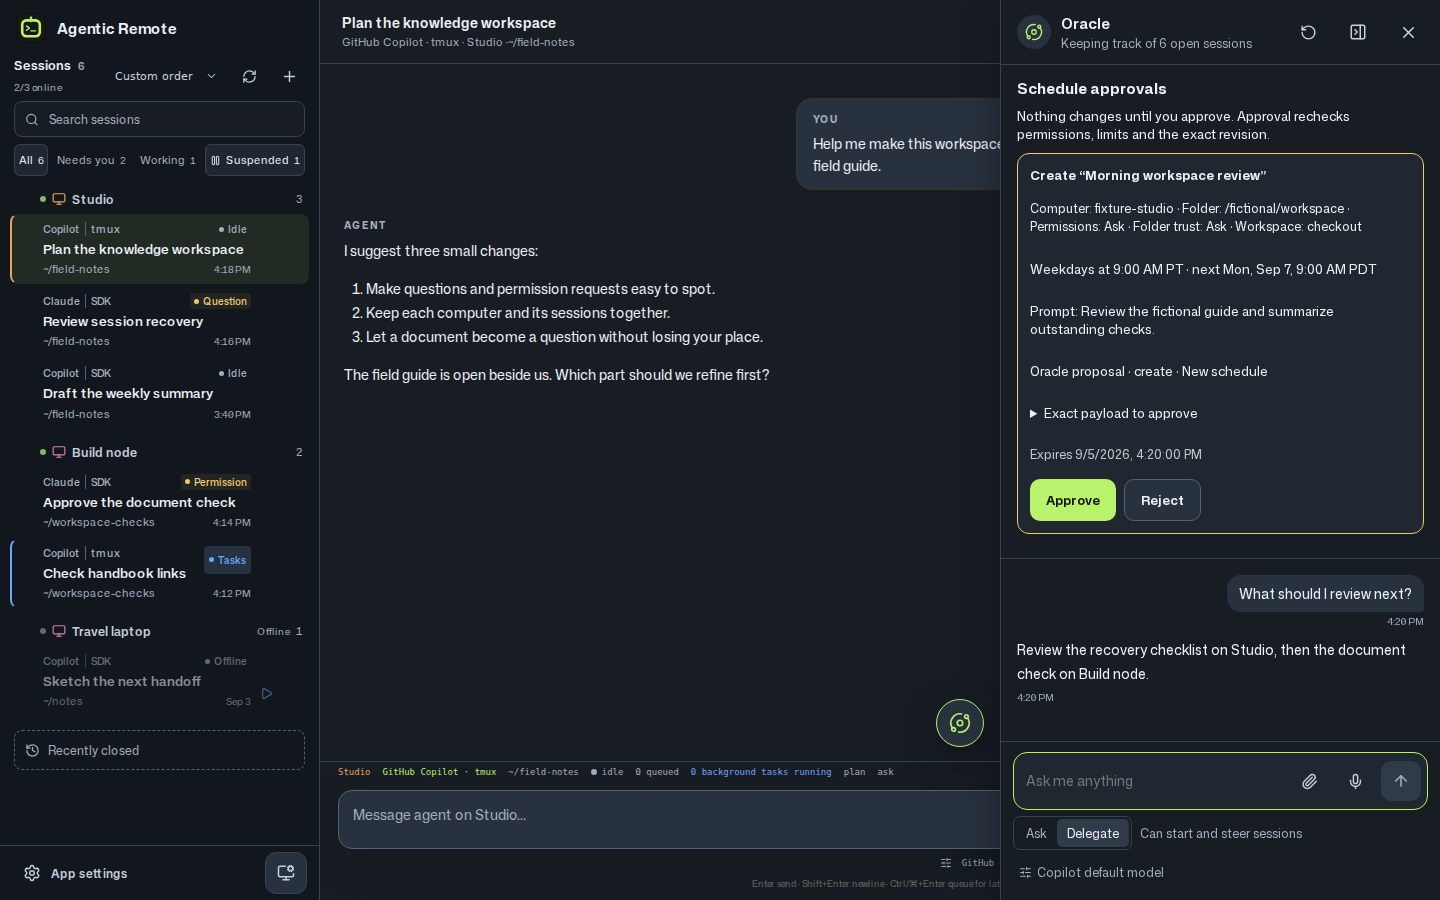 Agentic Remote
Sessions 6
2/3 online
Custom order
Search sessions
All 6
Needs you 2
Working 1
Suspended 1
Studio 3
Copilot | tmux
Idle
Plan the knowledge workspace
~/field-notes
4:18 PM
Claude | SDK
Question
Review session recovery
~/field-notes
4:16 PM
Copilot | SDK
Idle
Draft the weekly summary
~/field-notes
3:40 PM
Build node 2
Claude | SDK
Permission
Approve the document check
~/workspace-checks
4:14 PM
Copilot | tmux
Tasks
Check handbook links
~/workspace-checks
4:12 PM
Travel laptop
Offline 1
Copilot | SDK
Offline
Sketch the next handoff
~/notes
Sep 3
Recently closed
App settings
Plan the knowledge workspace
GitHub Copilot · tmux · Studio · ~/field-notes
YOU
Help me make this workspace
field guide.
AGENT
I suggest three small changes:
1. Make questions and permission requests easy to spot.
2. Keep each computer and its sessions together.
3. Let a document become a question without losing your place.
The field guide is open beside us. Which part should we refine first?
Studio GitHub Copilot · tmux ~/field-notes idle 0 queued 0 background tasks running plan ask
Message agent on Studio...
GitHub
Enter send · Shift+Enter newline · Ctrl/⌘+Enter queue for lat
Oracle
Keeping track of 6 open sessions
Schedule approvals
Nothing changes until you approve. Approval rechecks
permissions, limits and the exact revision.
Create “Morning workspace review”
Computer: fixture-studio · Folder: /fictional/workspace ·
Permissions: Ask · Folder trust: Ask · Workspace: checkout
Weekdays at 9:00 AM PT · next Mon, Sep 7, 9:00 AM PDT
Prompt: Review the fictional guide and summarize
outstanding checks.
Oracle proposal · create · New schedule
Exact payload to approve
Expires 9/5/2026, 4:20:00 PM
Approve
Reject
What should I review next?
4:20 PM
Review the recovery checklist on Studio, then the document
check on Build node.
4:20 PM
Ask me anything
Ask
Delegate
Can start and steer sessions
Copilot default model